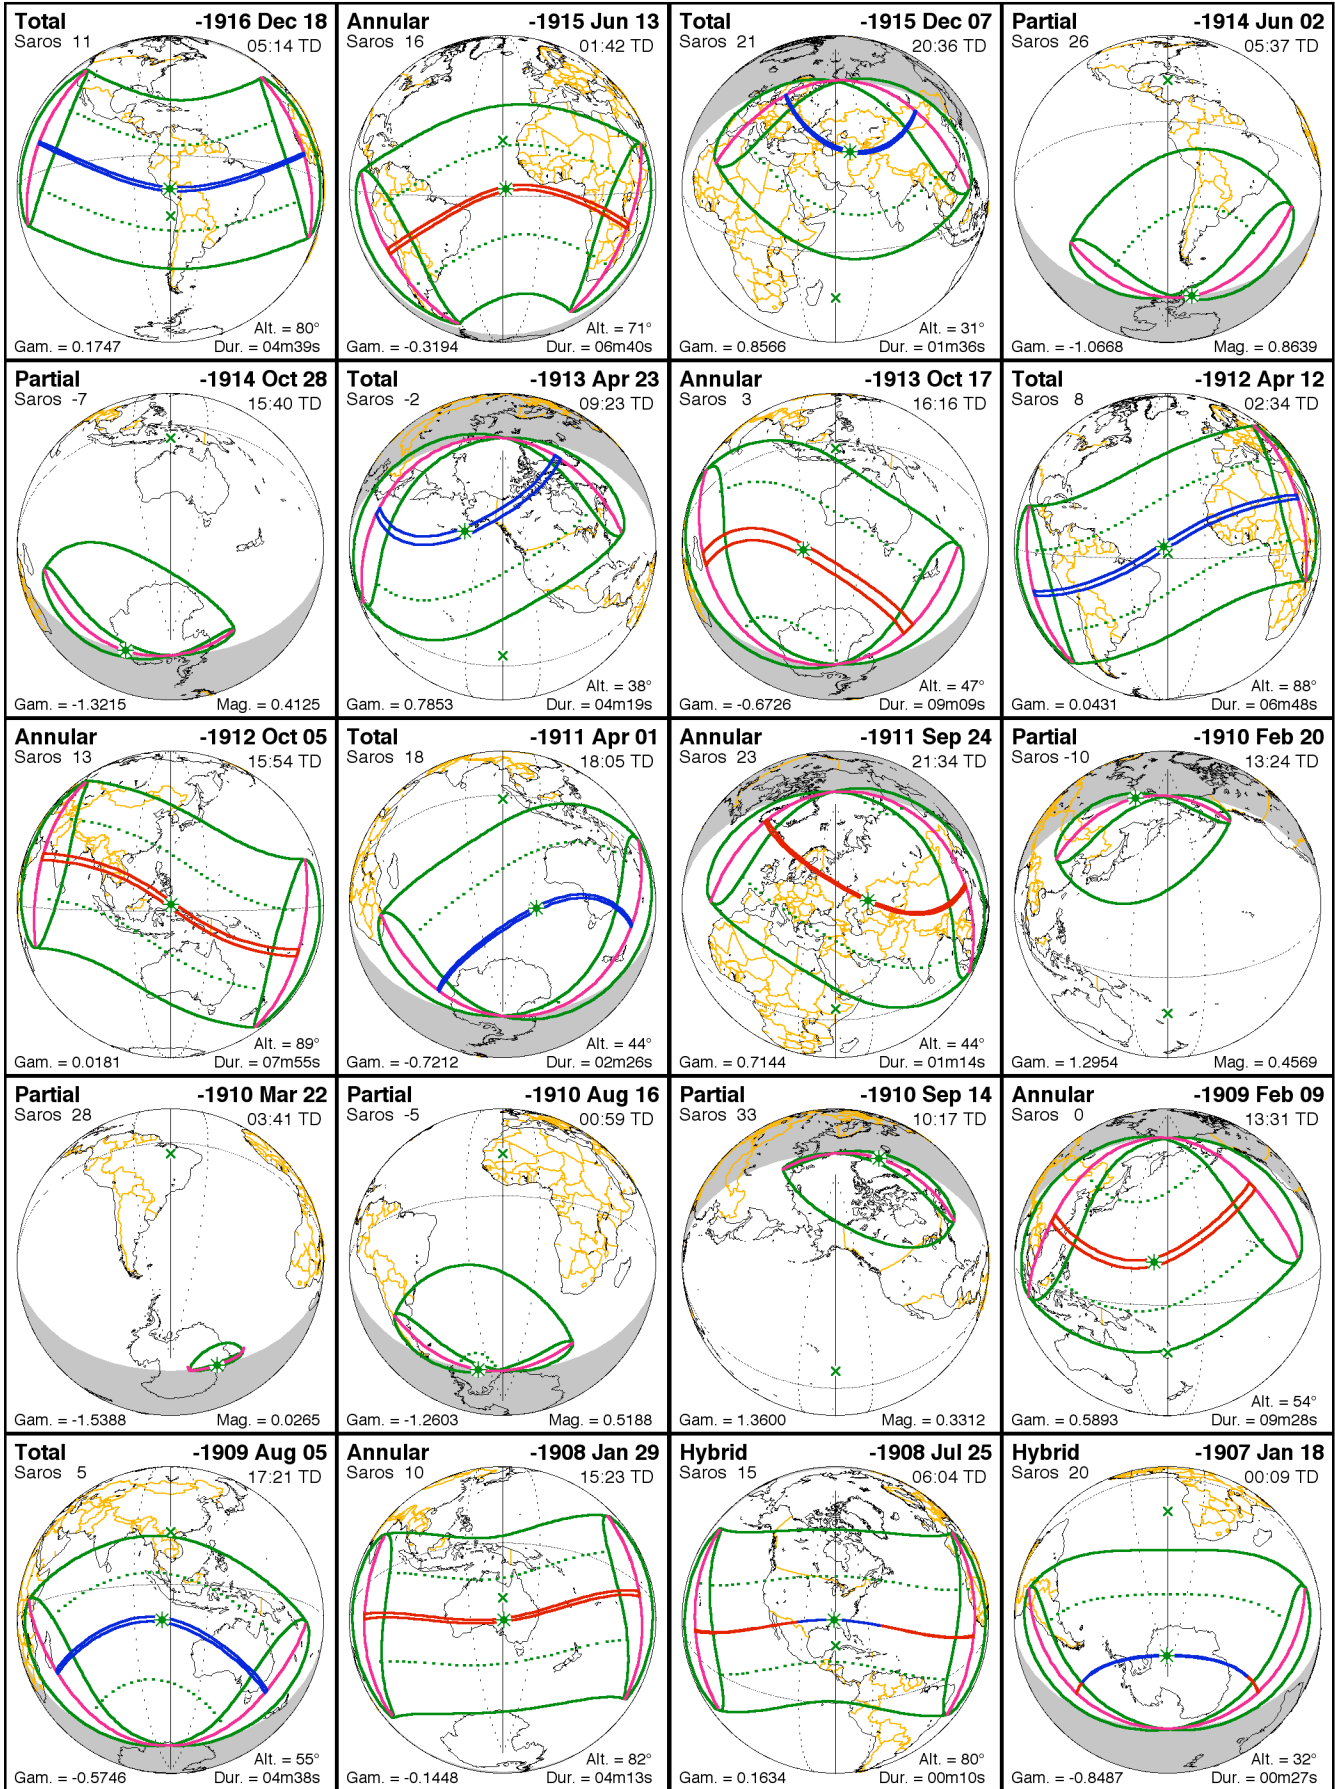 Total -1916 Dec 18
Saros 11 05:14 TD
Alt. = 80°
Gam. = 0.1747 Dur. = 04m39s
Annular -1915 Jun 13
Saros 16 01:42 TD
Alt. = 71°
Gam. = -0.3194 Dur. = 06m40s
Total -1915 Dec 07
Saros 21 20:36 TD
Alt. = 31°
Gam. = 0.8566 Dur. = 01m36s
Partial -1914 Jun 02
Saros 26 05:37 TD
Gam. = -1.0668 Mag. = 0.8639
Partial -1914 Oct 28
Saros -7 15:40 TD
Gam. = -1.3215 Mag. = 0.4125
Total -1913 Apr 23
Saros -2 09:23 TD
Alt. = 38°
Gam. = 0.7853 Dur. = 04m19s
Annular -1913 Oct 17
Saros 3 16:16 TD
Alt. = 47°
Gam. = -0.6726 Dur. = 09m09s
Total -1912 Apr 12
Saros 8 02:34 TD
Alt. = 88°
Gam. = 0.0431 Dur. = 06m48s
Annular -1912 Oct 05
Saros 13 15:54 TD
Alt. = 89°
Gam. = 0.0181 Dur. = 07m55s
Total -1911 Apr 01
Saros 18 18:05 TD
Alt. = 44°
Gam. = -0.7212 Dur. = 02m26s
Annular -1911 Sep 24
Saros 23 21:34 TD
Alt. = 44°
Gam. = 0.7144 Dur. = 01m14s
Partial -1910 Feb 20
Saros -10 13:24 TD
Gam. = 1.2954 Mag. = 0.4569
Partial -1910 Mar 22
Saros 28 03:41 TD
Gam. = -1.5388 Mag. = 0.0265
Partial -1910 Aug 16
Saros -5 00:59 TD
Gam. = -1.2603 Mag. = 0.5188
Partial -1910 Sep 14
Saros 33 10:17 TD
Gam. = 1.3600 Mag. = 0.3312
Annular -1909 Feb 09
Saros 0 13:31 TD
Alt. = 54°
Gam. = 0.5893 Dur. = 09m28s
Total -1909 Aug 05
Saros 5 17:21 TD
Alt. = 55°
Gam. = -0.5746 Dur. = 04m38s
Annular -1908 Jan 29
Saros 10 15:23 TD
Alt. = 82°
Gam. = -0.1448 Dur. = 04m13s
Hybrid -1908 Jul 25
Saros 15 06:04 TD
Alt. = 80°
Gam. = 0.1634 Dur. = 00m10s
Hybrid -1907 Jan 18
Saros 20 00:09 TD
Alt. = 32°
Gam. = -0.8487 Dur. = 00m27s